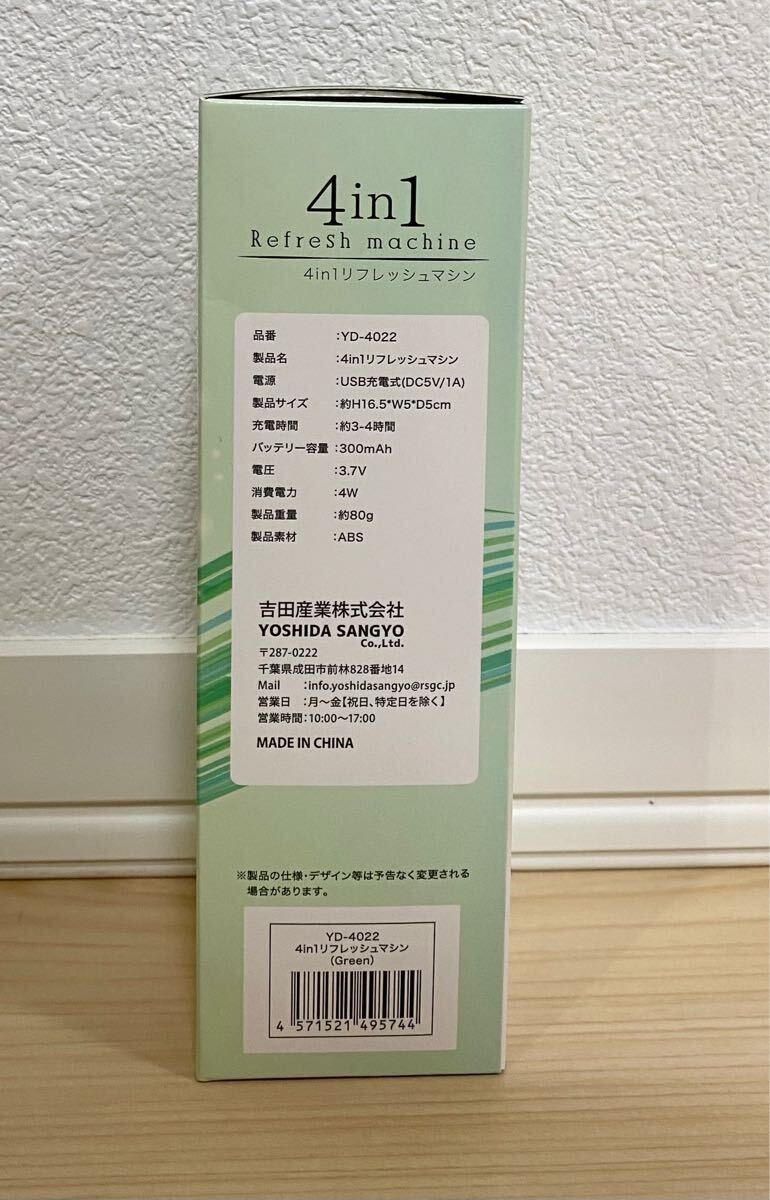 4in1
Refresh machine
4in1リフレッシュマシン
品番 :YD-4022
製品名 :4in1リフレッシュマシン
電源 :USB充電式(DC5V/1A)
製品サイズ :約H16.5*W5*D5cm
充電時間 :約3-4時間
バッテリー容量 :300mAh
電圧 :3.7V
消費電力 :4W
製品重量 :約80g
製品素材 :ABS
吉田産業株式会社
YOSHIDA SANGYO
Co.,Ltd.
〒287-0222
千葉県成田市前林828番地14
Mail :info.yoshidasangyo@rsgc.jp
営業日 :月〜金【祝日、特定日を除く】
営業時間:10:00〜17:00
MADE IN CHINA
※製品の仕様・デザイン等は予告なく変更される
場合があります。
YD-4022
4in1リフレッシュマシン
(Green)
4 571521 495744